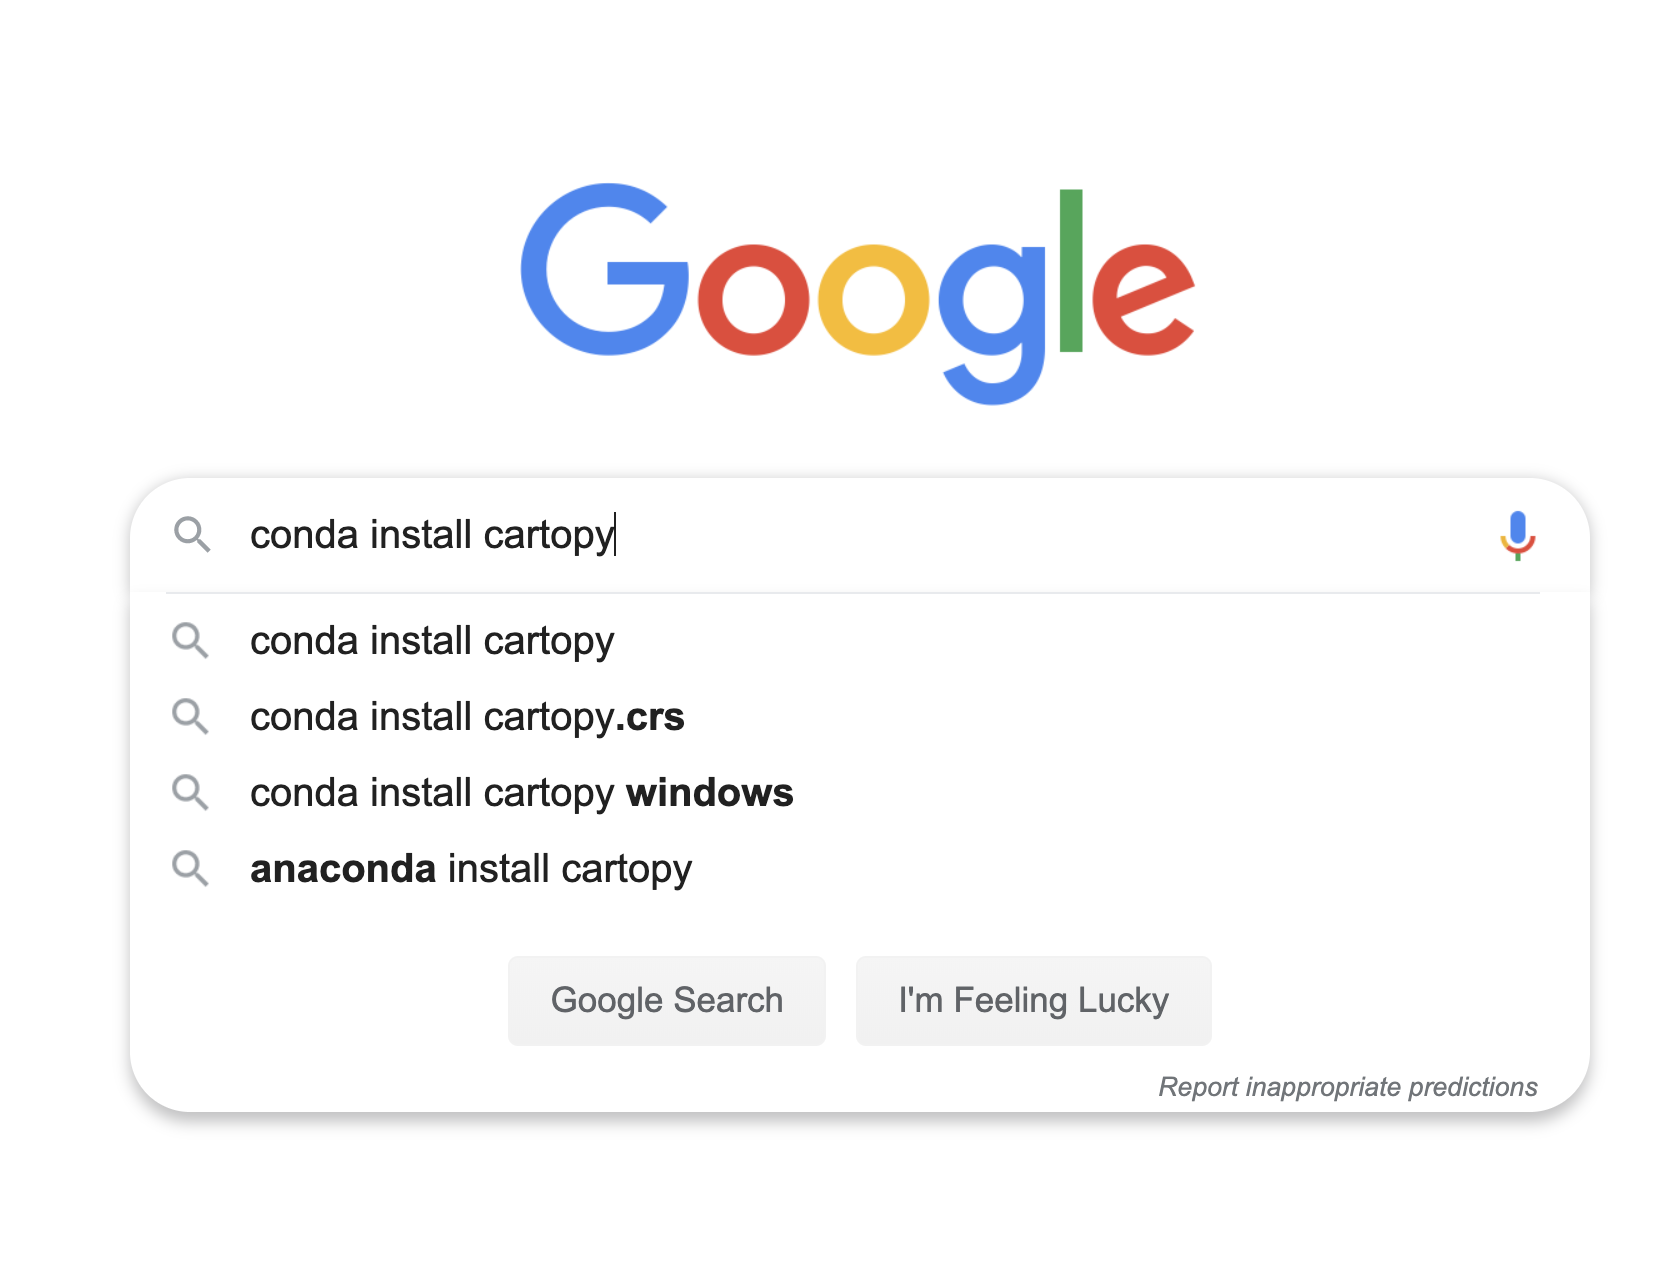 Google
conda install cartopy
conda install cartopy
conda install cartopy.crs
conda install cartopy windows
anaconda install cartopy
Google Search
I'm Feeling Lucky
Report inappropriate predictions